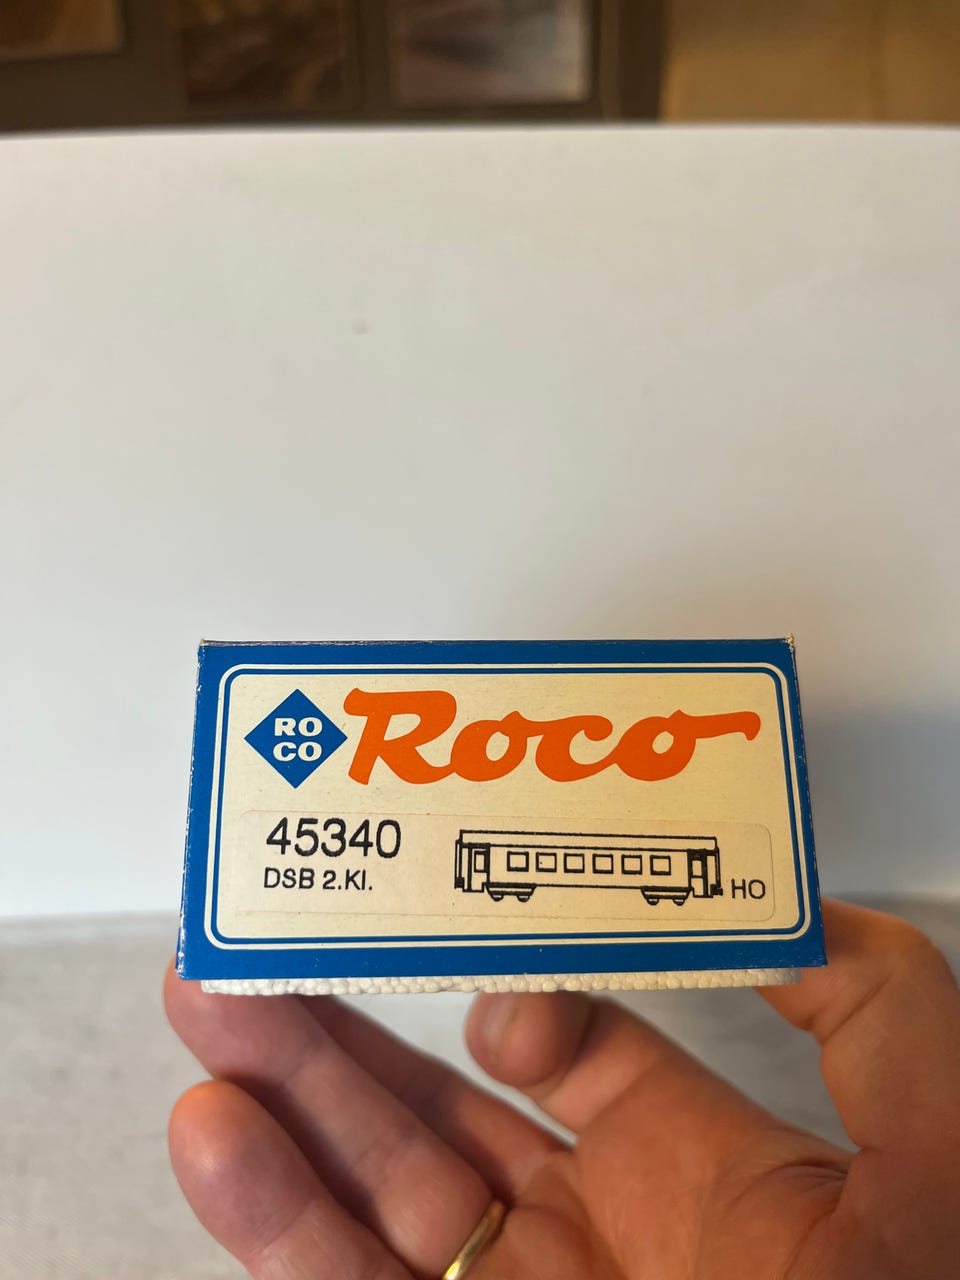 RO
CO
Roco
45340
DSB 2.Kl.
HO